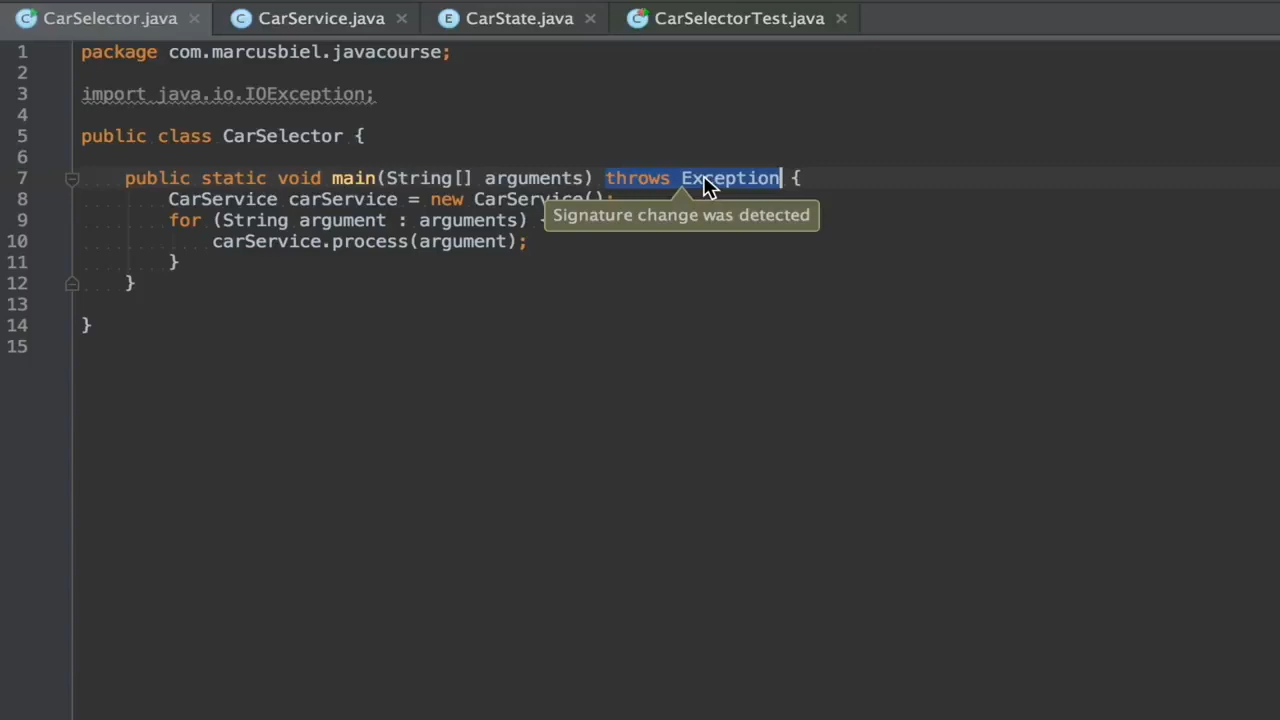 CarSelector.java CarService.java CarState.java CarSelectorTest.java
1 package com.marcusbiel.javacourse;
2
3 import java.io.IOException;
4
5 public class CarSelector {
6
7 public static void main(String[] arguments) throws Exception {
8 CarService carService = new CarService();
Signature change was detected
9 for (String argument : arguments) {
10 carService.process(argument);
11 }
12 }
13
14 }
15